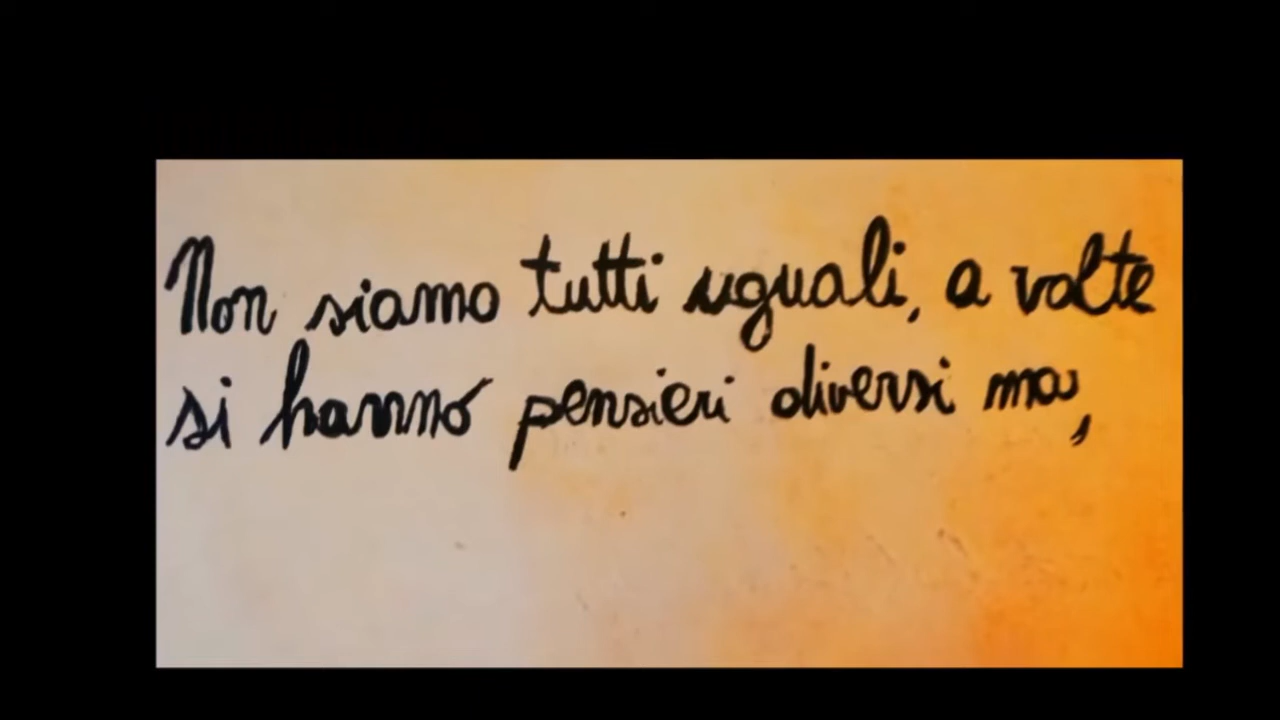 Non siamo tutti uguali, a volte
si hanno pensieri diversi ma,